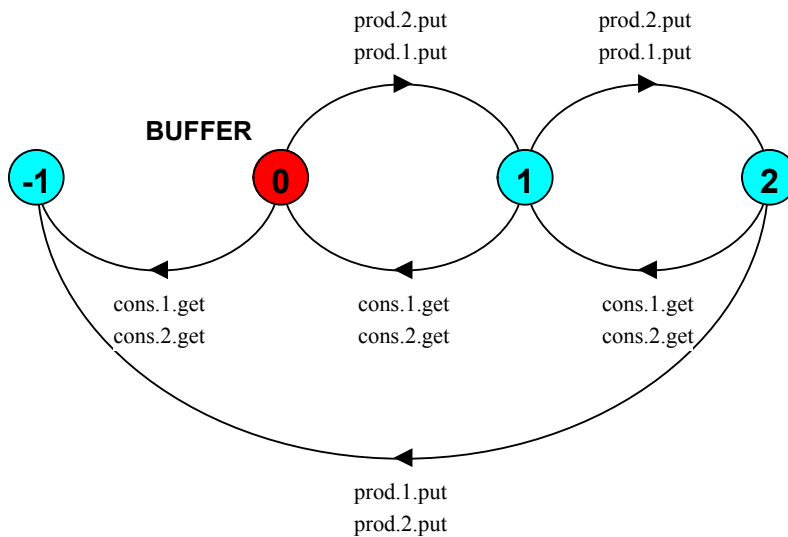 prod.2.put
prod.1.put
prod.2.put
prod.1.put
BUFFER
-1
0
1
2
cons.1.get
cons.2.get
cons.1.get
cons.2.get
cons.1.get
cons.2.get
prod.1.put
prod.2.put